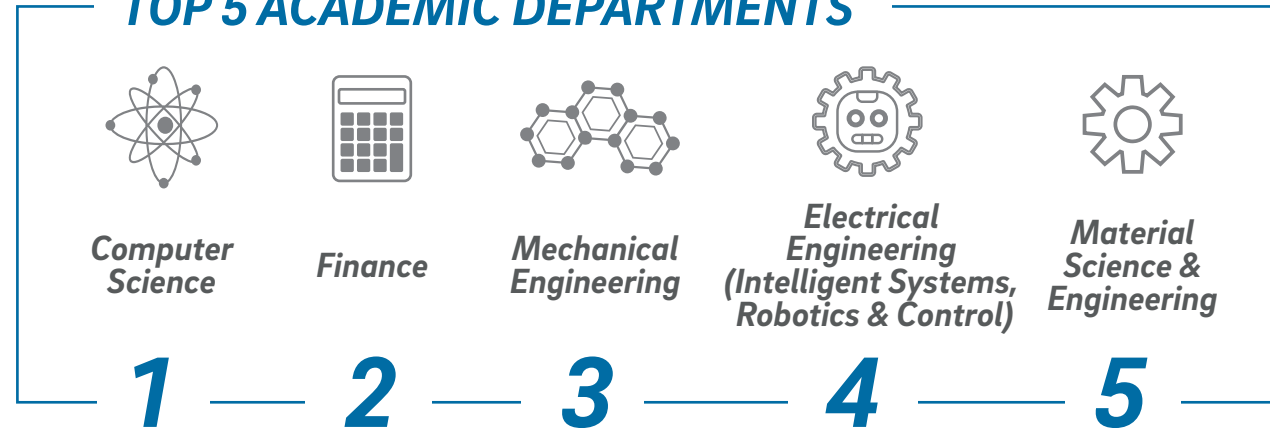 TOP 5 ACADEMIC DEPARTMENTS
Computer
Science
Finance
Mechanical
Engineering
Electrical
Engineering
(Intelligent Systems,
Robotics & Control)
Material
Science &
Engineering
1
2
3
4
5